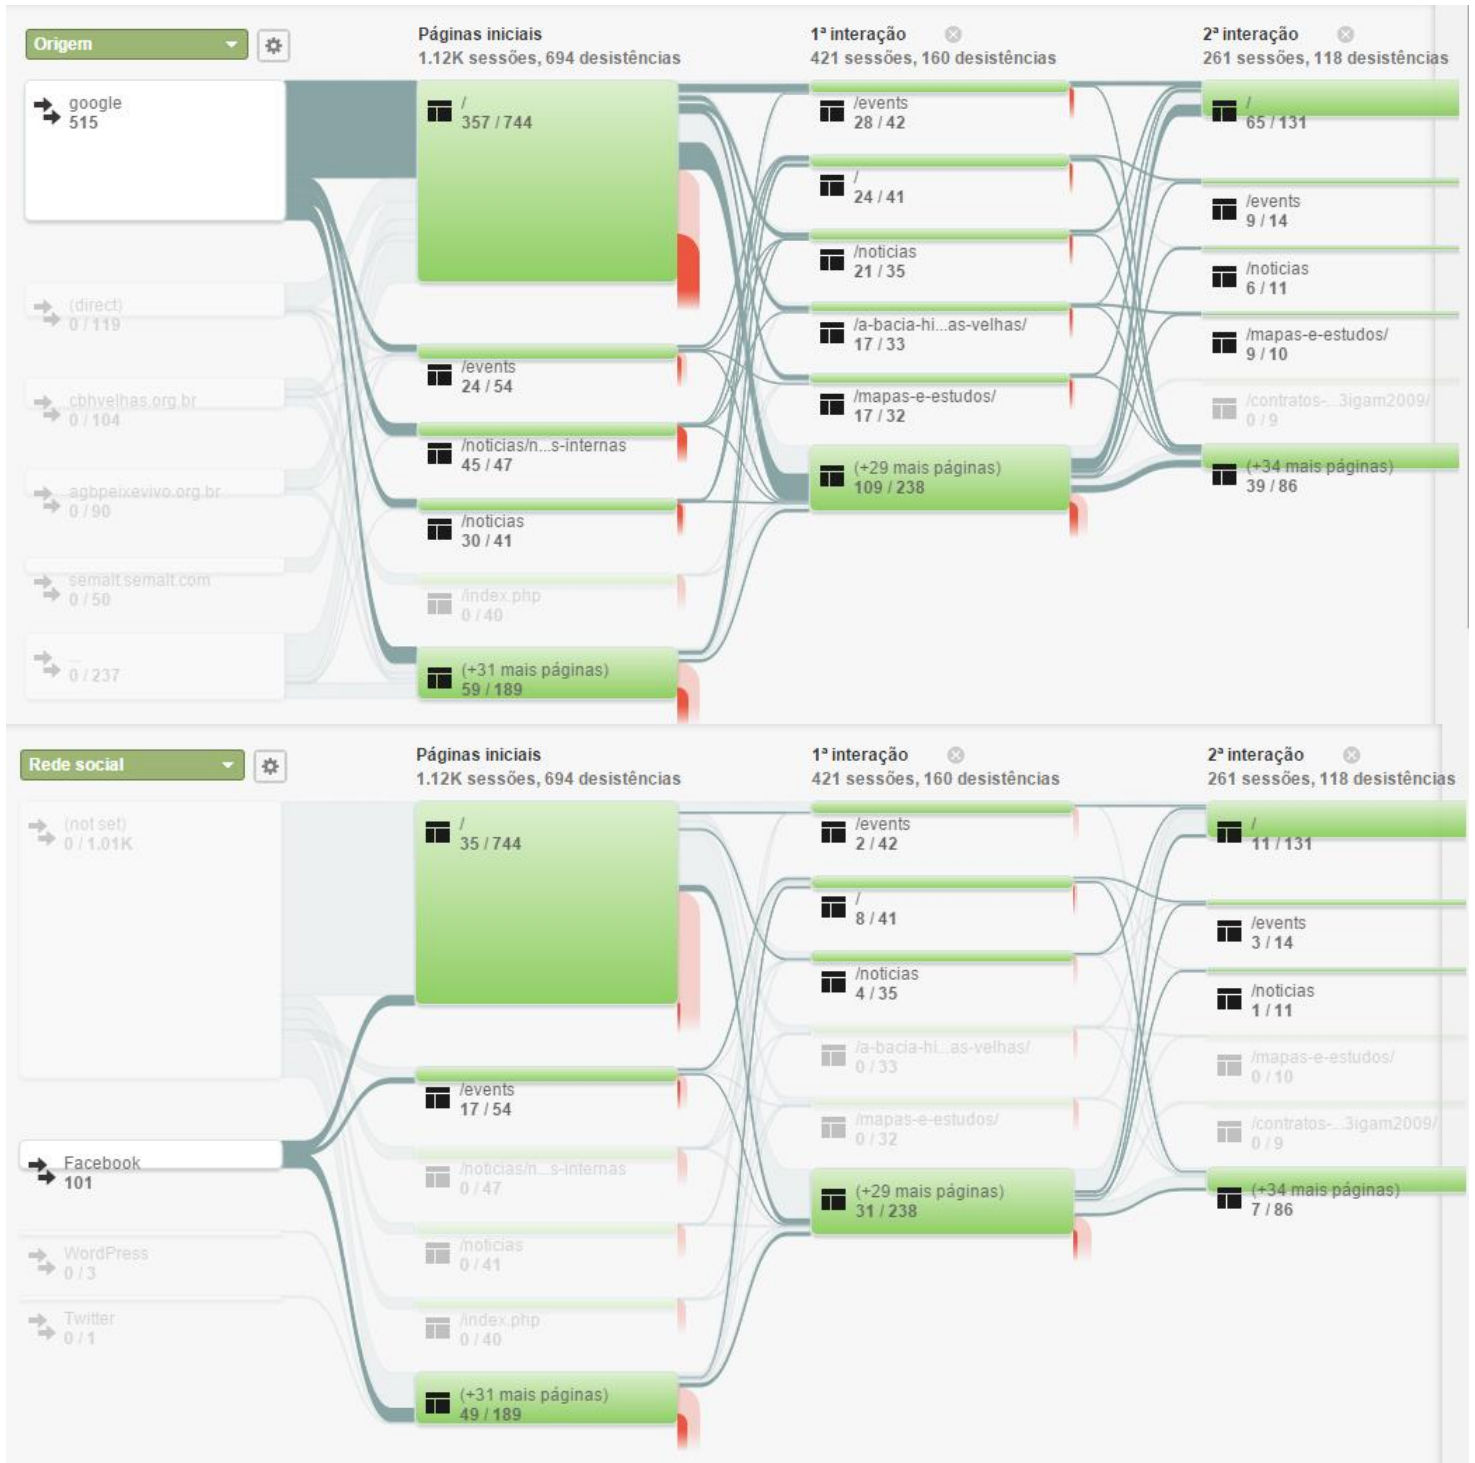 Origem
Páginas iniciais
1.12K sessões, 694 desistências
1ª interação
421 sessões, 160 desistências
2ª interação
261 sessões, 118 desistências
google
515
(direct)
0 / 119
cbhvelhas.org.br
0 / 104
agbpeixevivo.org.br
0 / 90
semalt.semalt.com
0 / 50
...
0 / 237
/
357 / 744
/events
24 / 54
/noticias/n...s-internas
45 / 47
/noticias
30 / 41
/index.php
0 / 40
(+31 mais páginas)
59 / 189
/events
28 / 42
/
24 / 41
/noticias
21 / 35
/a-bacia-hi...as-velhas/
17 / 33
/mapas-e-estudos/
17 / 32
(+29 mais páginas)
109 / 238
/
65 / 131
/events
9 / 14
/noticias
6 / 11
/mapas-e-estudos/
9 / 10
/contratos-...3igam2009/
0 / 9
(+34 mais páginas)
39 / 86
Rede social
Páginas iniciais
1.12K sessões, 694 desistências
1ª interação
421 sessões, 160 desistências
2ª interação
261 sessões, 118 desistências
(not set)
0 / 1.01K
Facebook
101
WordPress
0 / 3
Twitter
0 / 1
/
35 / 744
/events
17 / 54
/noticias/n...s-internas
0 / 47
/noticias
0 / 41
/index.php
0 / 40
(+31 mais páginas)
49 / 189
/events
2 / 42
/
8 / 41
/noticias
4 / 35
/a-bacia-hi...as-velhas/
0 / 33
/mapas-e-estudos/
0 / 32
(+29 mais páginas)
31 / 238
/
11 / 131
/events
3 / 14
/noticias
1 / 11
/mapas-e-estudos/
0 / 10
/contratos-...3igam2009/
0 / 9
(+34 mais páginas)
7 / 86